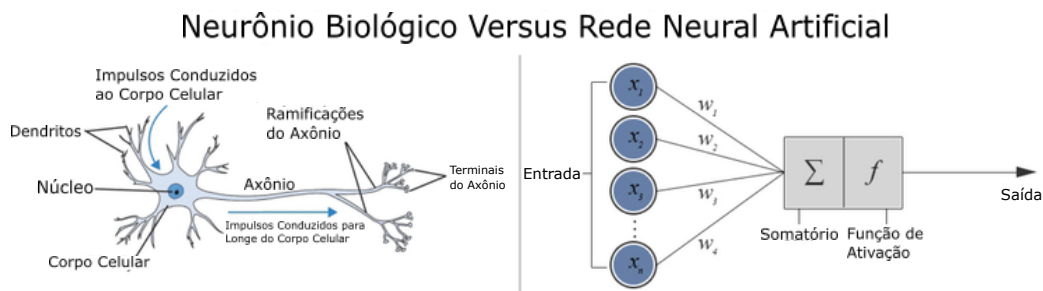 Neurônio Biológico Versus Rede Neural Artificial
Impulsos Conduzidos
ao Corpo Celular
Dendritos
Ramificações
do Axônio
Núcleo
Axônio
Terminais
do Axônio
Impulsos Conduzidos para
Longe do Corpo Celular
Corpo Celular
Entrada
x1
x2
x3
xn
w1
w2
w3
w4
Σ
f
Saída
Somatório
Função de
Ativação